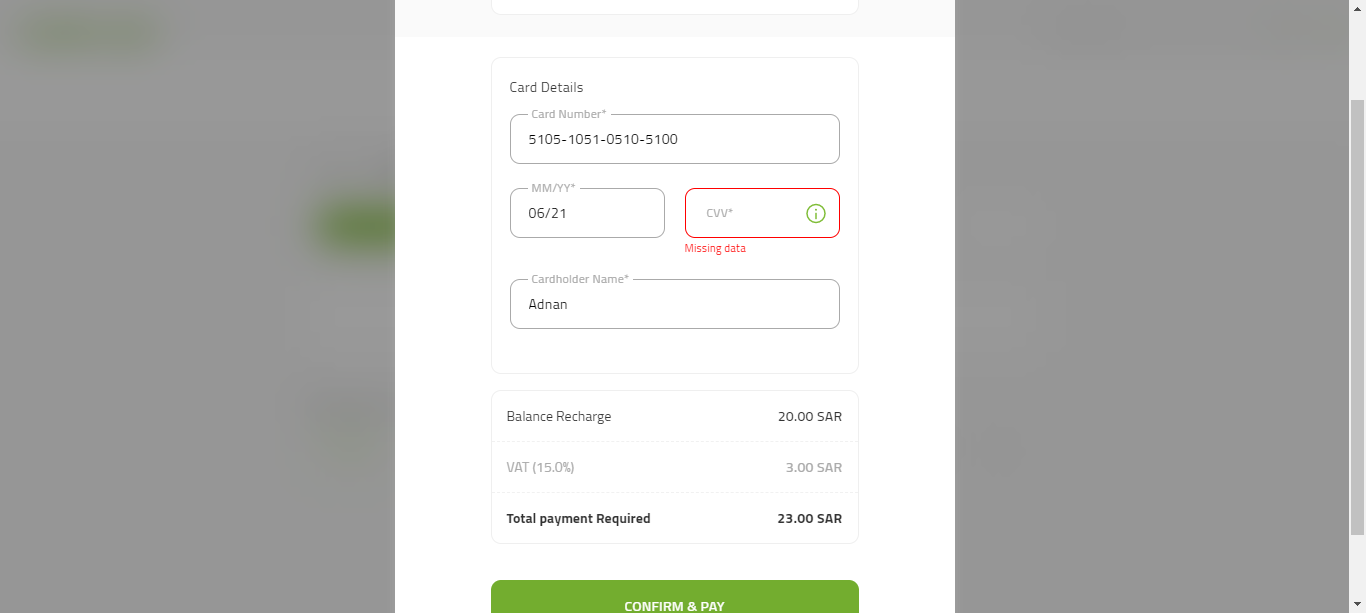 Card Details
Card Number*
5105-1051-0510-5100
MM/YY*
06/21
CVV*
Missing data
Cardholder Name*
Adnan
Balance Recharge 20.00 SAR
VAT (15.0%) 3.00 SAR
Total payment Required 23.00 SAR
CONFIRM & PAY